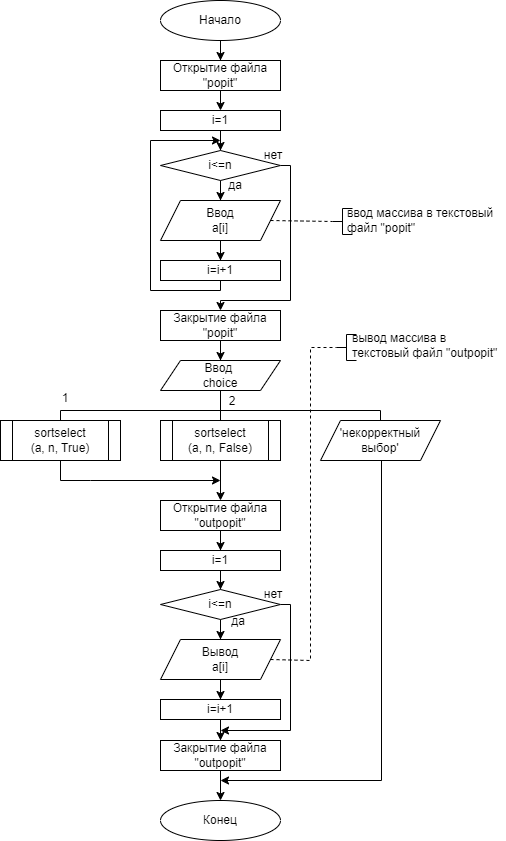 Начало
Открытие файла
"popit"
i=1
i<=n
нет
да
Ввод
a[i]
ввод массива в текстовый
файл "popit"
i=i+1
Закрытие файла
"popit"
вывод массива в
текстовый файл "outpopit"
Ввод
choice
1
2
sortselect
(a, n, True)
sortselect
(a, n, False)
'некорректный
выбор'
Открытие файла
"outpopit"
i=1
i<=n
нет
да
Вывод
a[i]
i=i+1
Закрытие файла
"outpopit"
Конец